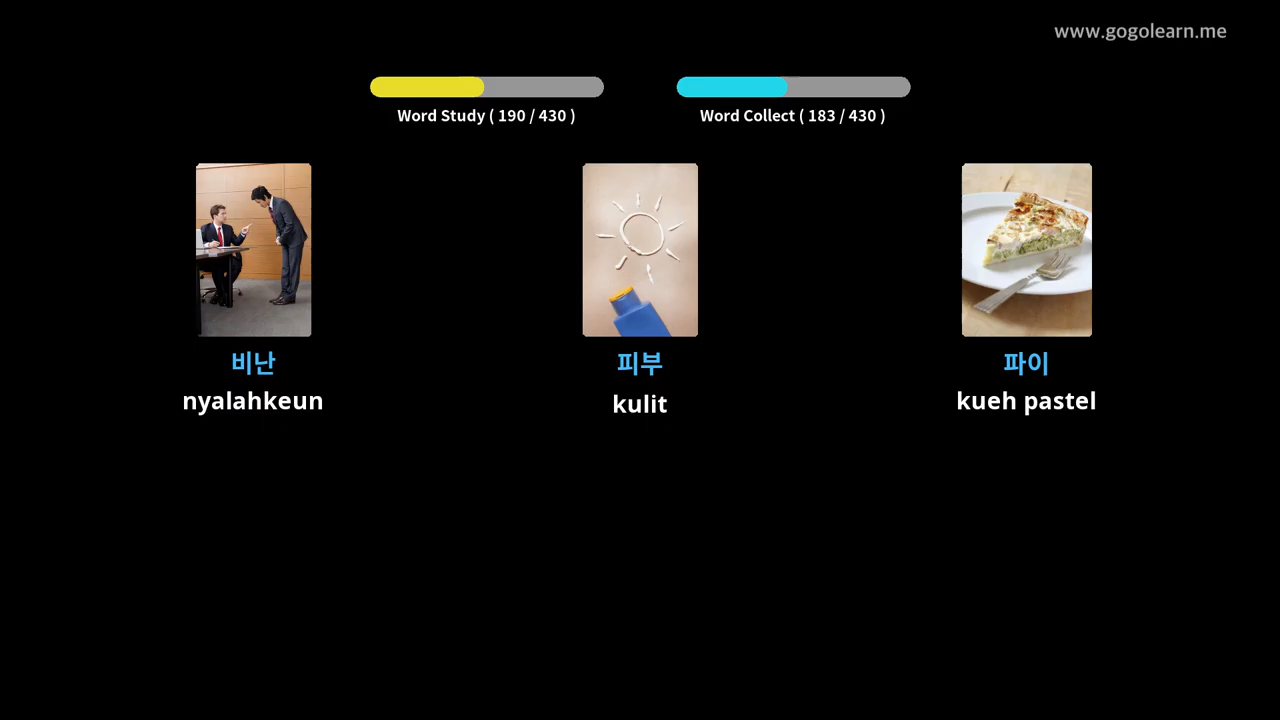 www.gogolearn.me
Word Study ( 190 / 430 )
Word Collect ( 183 / 430 )
비난
피부
파이
nyalahkeun
kulit
kueh pastel